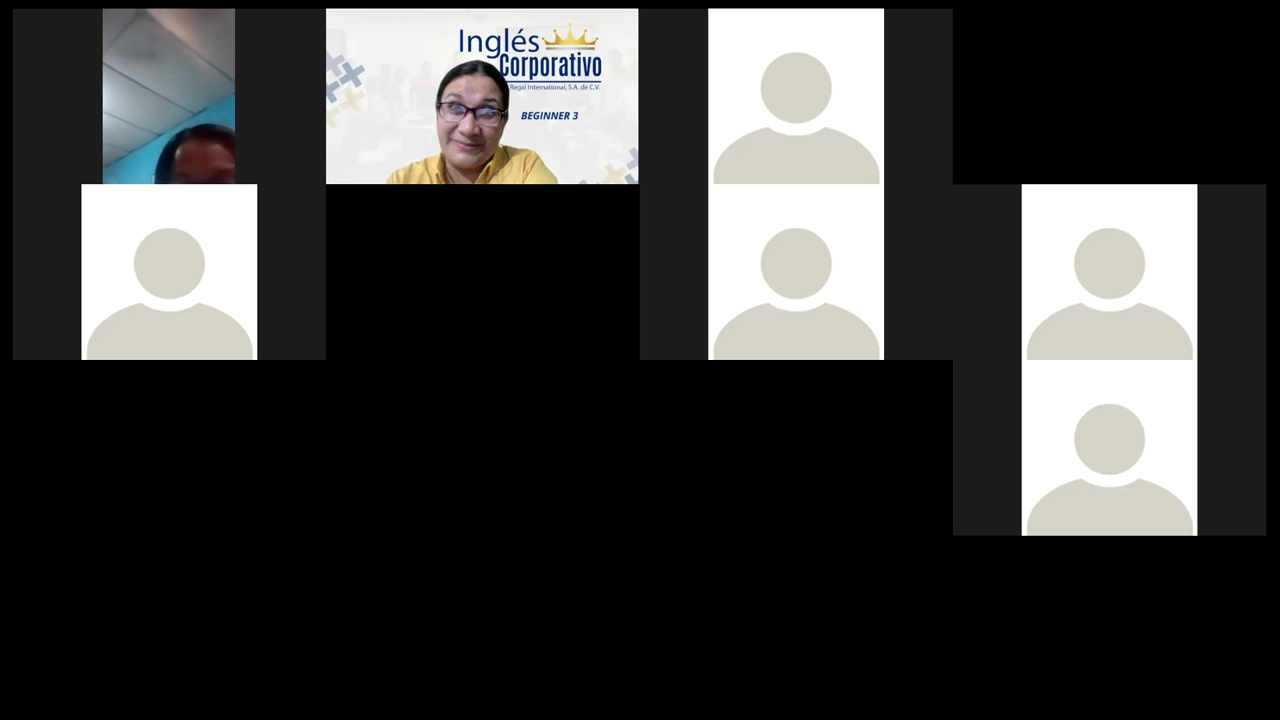 Inglés
Corporativo
Regal International, S.A. de C.V.
BEGINNER 3